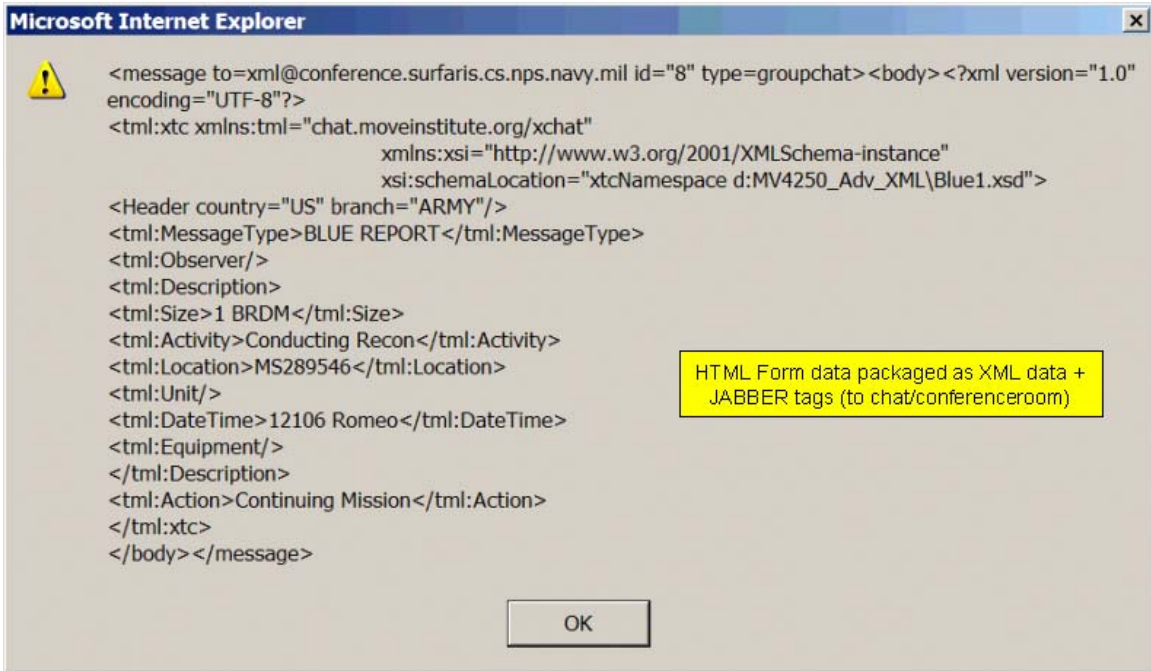 Microsoft Internet Explorer
<message to=xml@conference.surfaris.cs.nps.navy.mil id="8" type=groupchat><body><?xml version="1.0"
encoding="UTF-8"?>
<tml:xtc xmlns:tml="chat.moveinstitute.org/xchat"
xmlns:xsi="http://www.w3.org/2001/XMLSchema-instance"
xsi:schemaLocation="xtcNamespace d:MV4250_Adv_XML\Blue1.xsd">
<Header country="US" branch="ARMY"/>
<tml:MessageType>BLUE REPORT</tml:MessageType>
<tml:Observer/>
<tml:Description>
<tml:Size>1 BRDM</tml:Size>
<tml:Activity>Conducting Recon</tml:Activity>
<tml:Location>MS289546</tml:Location>
<tml:Unit/>
<tml:DateTime>12106 Romeo</tml:DateTime>
<tml:Equipment/>
</tml:Description>
<tml:Action>Continuing Mission</tml:Action>
</tml:xtc>
</body></message>
HTML Form data packaged as XML data +
JABBER tags (to chat/conferenceroom)
OK